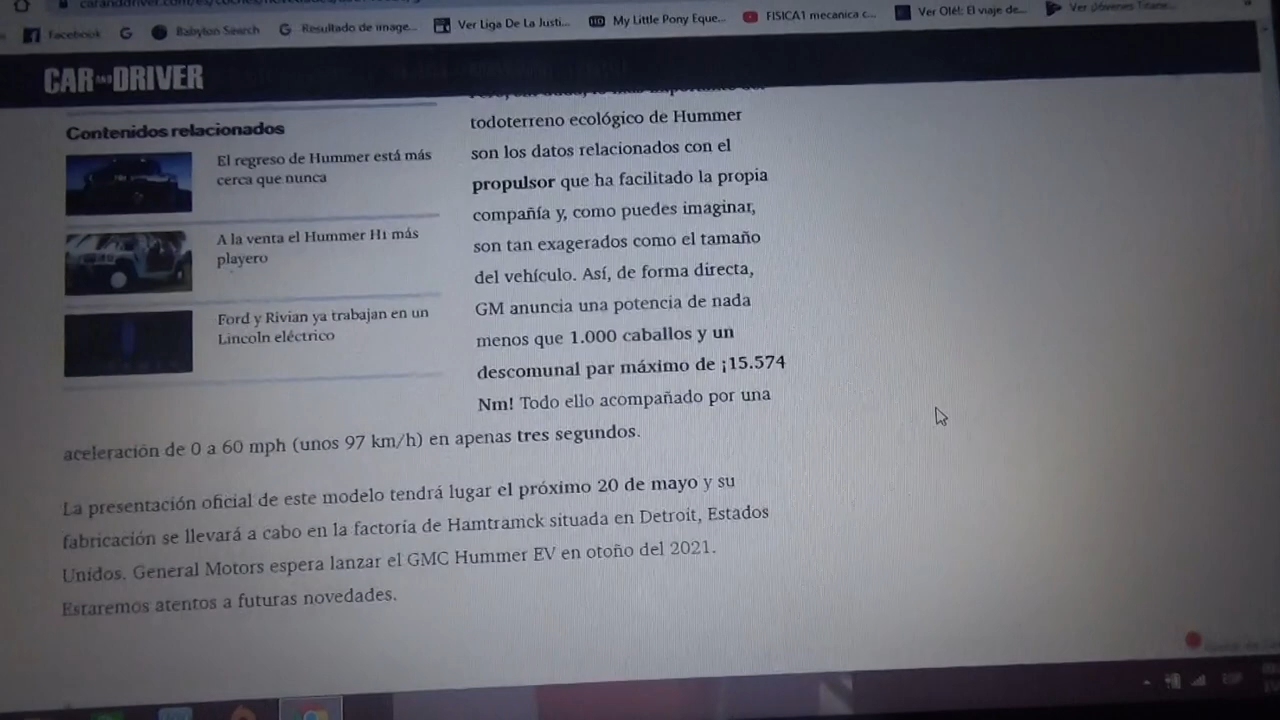 Facebook
Babylon Search
Resultado de image...
Ver Liga De La Justi...
My Little Pony Eque...
FISICA1 mecanica c...
Ver Olé!: El viaje de...
CAR AND DRIVER
Contenidos relacionados
El regreso de Hummer está más
cerca que nunca
A la venta el Hummer H1 más
playero
Ford y Rivian ya trabajan en un
Lincoln eléctrico
todoterreno ecológico de Hummer
son los datos relacionados con el
propulsor que ha facilitado la propia
compañía y, como puedes imaginar,
son tan exagerados como el tamaño
del vehículo. Así, de forma directa,
GM anuncia una potencia de nada
menos que 1.000 caballos y un
descomunal par máximo de ¡15.574
Nm! Todo ello acompañado por una
aceleración de 0 a 60 mph (unos 97 km/h) en apenas tres segundos.
La presentación oficial de este modelo tendrá lugar el próximo 20 de mayo y su
fabricación se llevará a cabo en la factoría de Hamtramck situada en Detroit, Estados
Unidos. General Motors espera lanzar el GMC Hummer EV en otoño del 2021.
Estaremos atentos a futuras novedades.